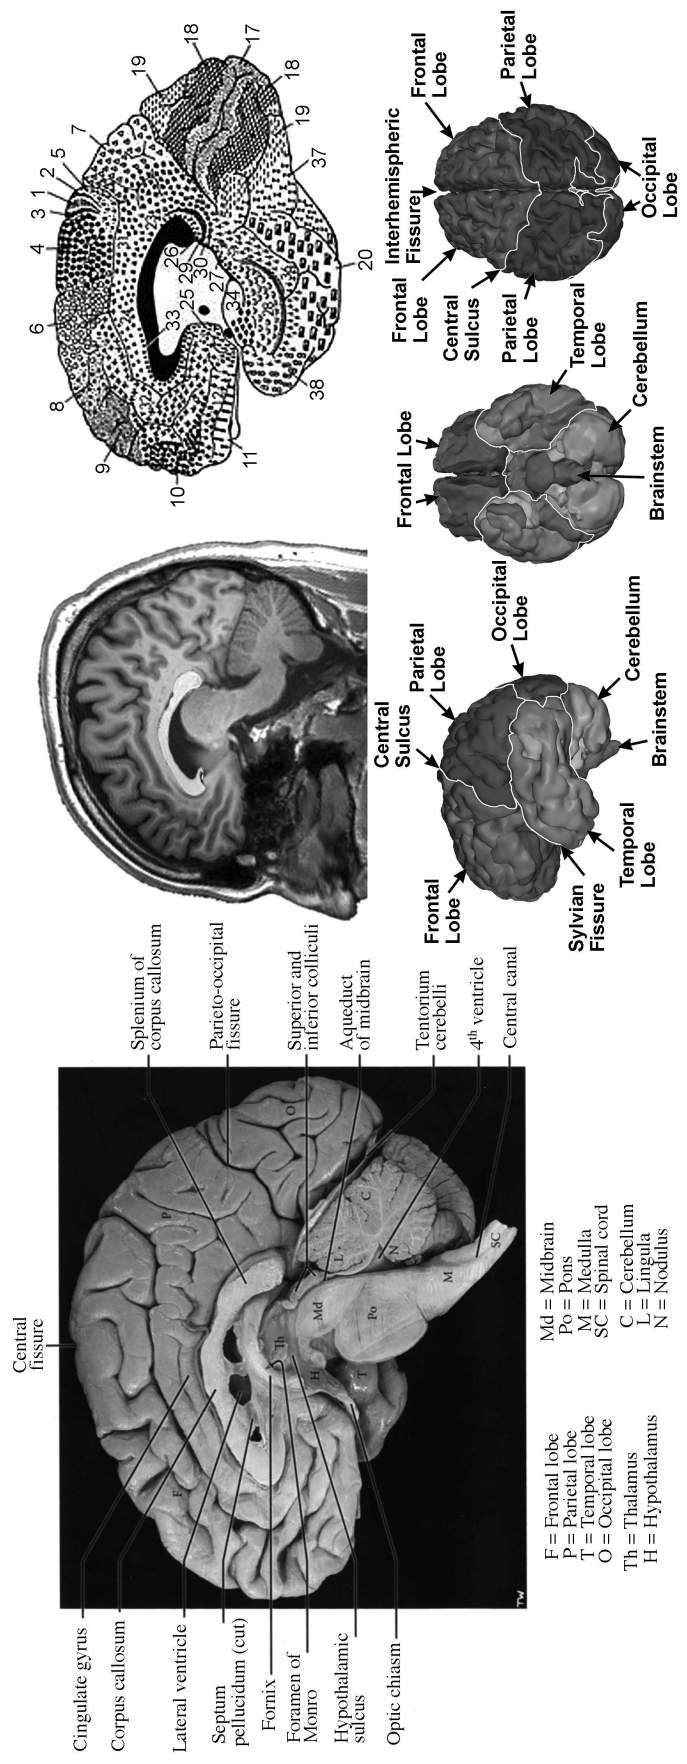 Central
fissure
Cingulate gyrus
Corpus callosum
Lateral ventricle
Septum
pellucidum (cut)
Fornix
Foramen of
Monro
Hypothalamic
sulcus
Optic chiasm
Splenium of
corpus callosum
Parieto-occipital
fissure
Superior and
inferior colliculi
Aqueduct
of midbrain
Tentorium
cerebelli
4th ventricle
Central canal
F
P
O
Th
Md
H
T
Po
L
C
N
M
SC
TW
F = Frontal lobe
P = Parietal lobe
T = Temporal lobe
O = Occipital lobe
Th = Thalamus
H = Hypothalamus
Md = Midbrain
Po = Pons
M = Medulla
SC = Spinal cord
C = Cerebellum
L = Lingula
N = Nodulus
9
8
6
4
3
1
2
5
7
19
18
17
18
19
37
20
38
11
10
33
25
26
29
30
27
34
Frontal
Lobe
Central
Sulcus
Parietal
Lobe
Occipital
Lobe
Cerebellum
Brainstem
Temporal
Lobe
Sylvian
Fissure
Frontal Lobe
Temporal
Lobe
Cerebellum
Brainstem
Interhemispheric
Fissure
Frontal
Lobe
Frontal
Lobe
Central
Sulcus
Parietal
Lobe
Parietal
Lobe
Occipital
Lobe